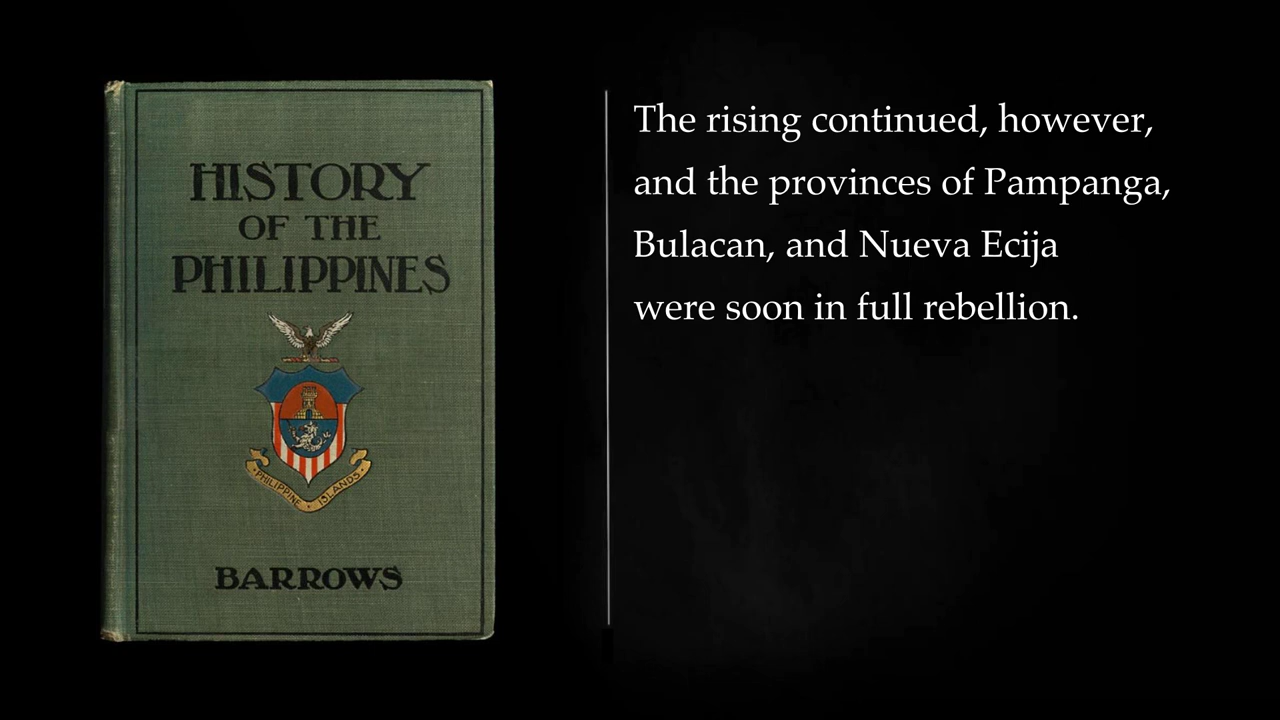 HISTORY
OF THE
PHILIPPINES
PHILIPPINE ISLANDS
BARROWS
The rising continued, however,
and the provinces of Pampanga,
Bulacan, and Nueva Ecija
were soon in full rebellion.